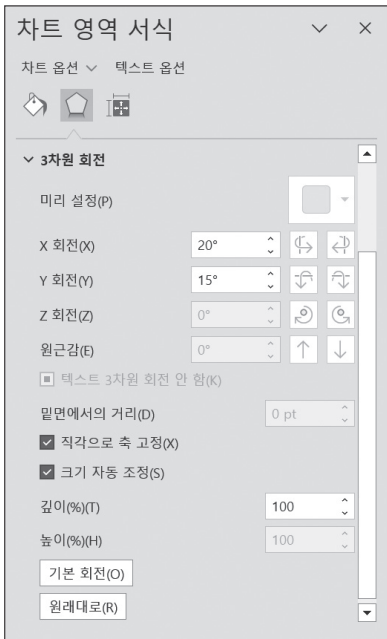 차트 영역 서식
차트 옵션 텍스트 옵션
3차원 회전
미리 설정(P)
X 회전(X) 20°
Y 회전(Y) 15°
Z 회전(Z) 0°
원근감(E) 0°
텍스트 3차원 회전 안 함(K)
밑면에서의 거리(D) 0 pt
직각으로 축 고정(X)
크기 자동 조정(S)
깊이(%)(T) 100
높이(%)(H) 100
기본 회전(O)
원래대로(R)